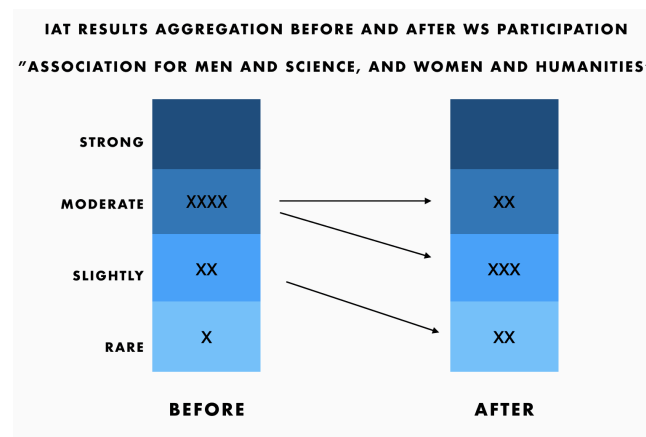 IAT RESULTS AGGREGATION BEFORE AND AFTER WS PARTICIPATION
"ASSOCIATION FOR MEN AND SCIENCE, AND WOMEN AND HUMANITIES"
STRONG
MODERATE XXXX XX
SLIGHTLY XX XXX
RARE X XX
BEFORE AFTER